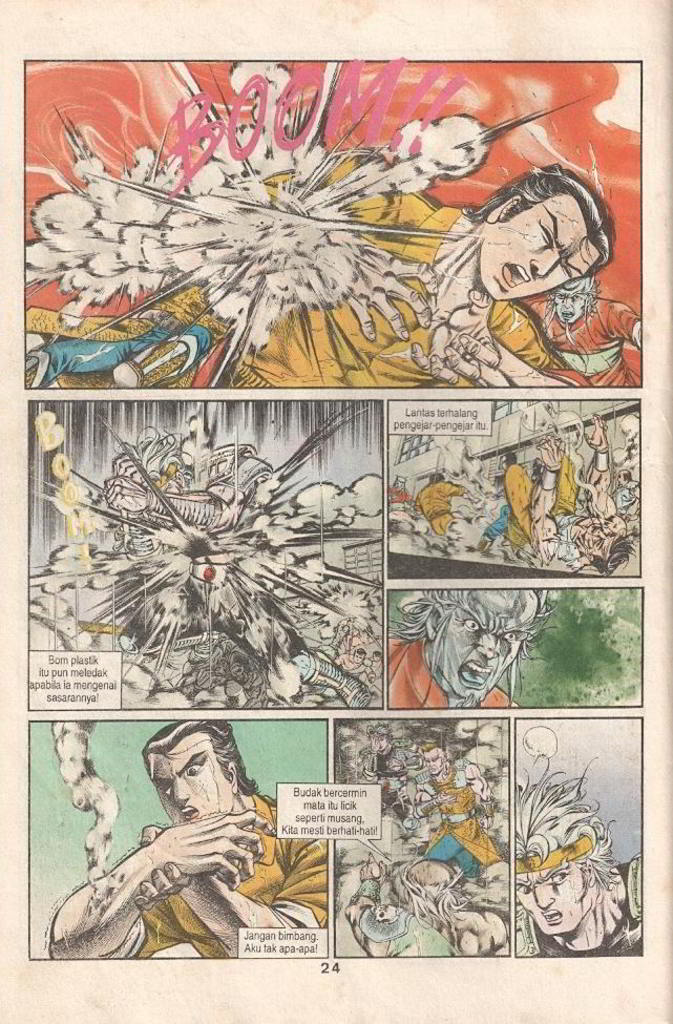 BOOM!!
BOOM!
Lantas terhalang
pengejar-pengejar itu.
Bom plastik
itu pun meledak
apabila ia mengenai
sasarannya!
Budak bercermin
mata itu licik
seperti musang,
Kita mesti berhati-hati!
Jangan bimbang.
Aku tak apa-apa!
24